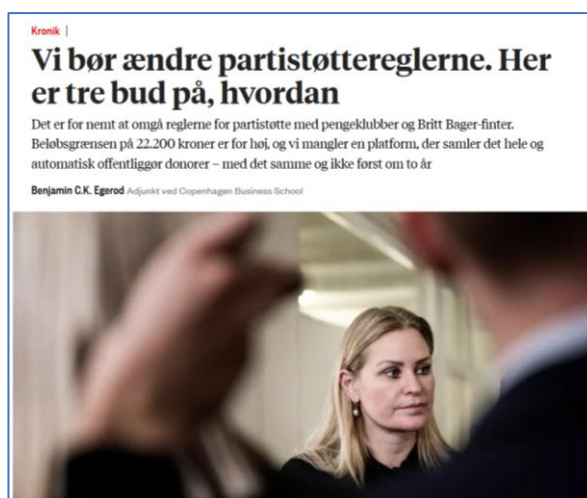 Kronik |
Vi bør ændre partistøttereglerne. Her
er tre bud på, hvordan
Det er for nemt at omgå reglerne for partistøtte med pengeklubber og Britt Bager-finter.
Beløbsgrænsen på 22.200 kroner er for høj, og vi mangler en platform, der samler det hele og
automatisk offentliggør donorer – med det samme og ikke først om to år
Benjamin C.K. Egerod Adjunkt ved Copenhagen Business School